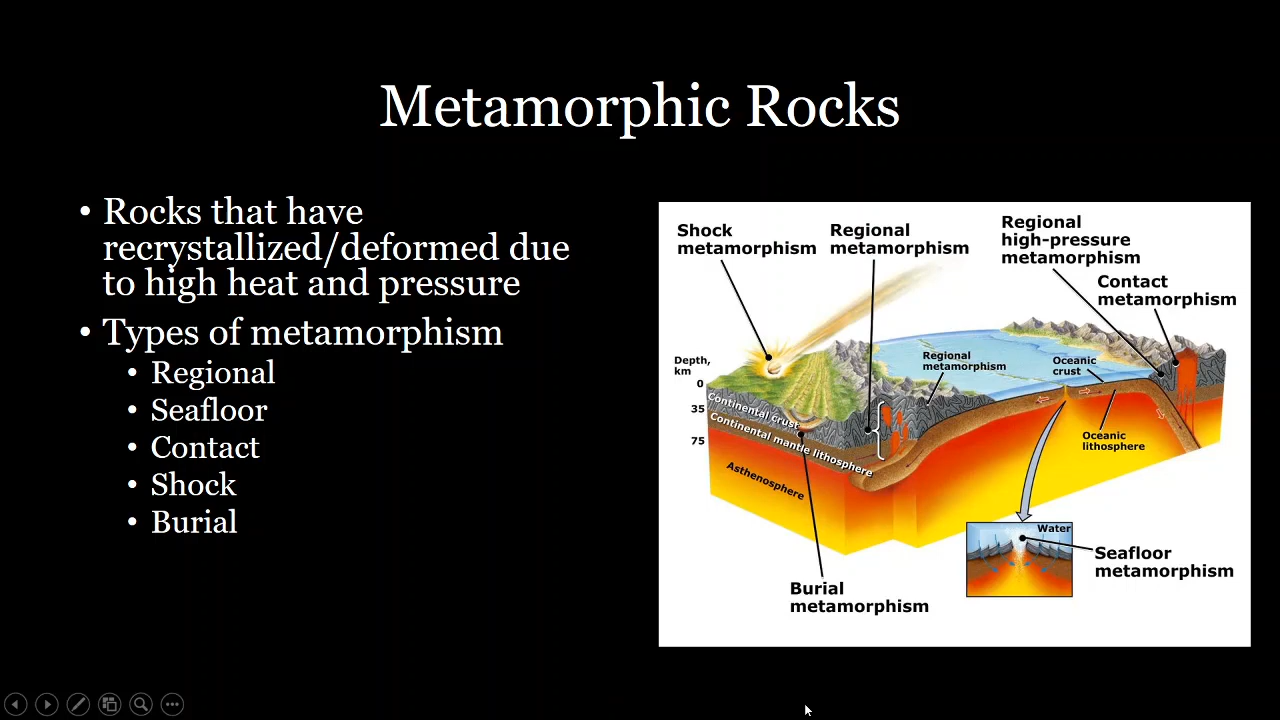 Metamorphic Rocks
• Rocks that have
recrystallized/deformed due
to high heat and pressure
• Types of metamorphism
• Regional
• Seafloor
• Contact
• Shock
• Burial
Shock
metamorphism
Regional
metamorphism
Regional
high-pressure
metamorphism
Contact
metamorphism
Depth,
km
0
35
75
Continental crust
Continental mantle lithosphere
Asthenosphere
Regional
metamorphism
Oceanic
crust
Oceanic
lithosphere
Water
Seafloor
metamorphism
Burial
metamorphism